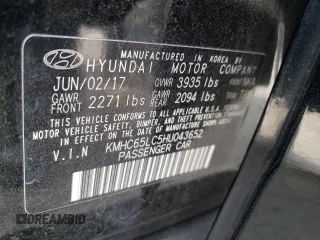 MANUFACTURED IN KOREA BY
HYUNDAI MOTOR COMPANY
JUN/02/17 GVWR 3935 lbs
GAWR FRONT 2271 lbs GAWR REAR 2094 lbs
THIS VEHICLE CONFORMS TO ALL APPLICABLE FEDERAL
MOTOR VEHICLE SAFETY, BUMPER, AND THEFT
PREVENTION STANDARDS IN EFFECT ON THE DATE OF
MANUFACTURE SHOWN ABOVE.
V.I.N KMHC65LC5HU043652
PASSENGER CAR
DREAMBID